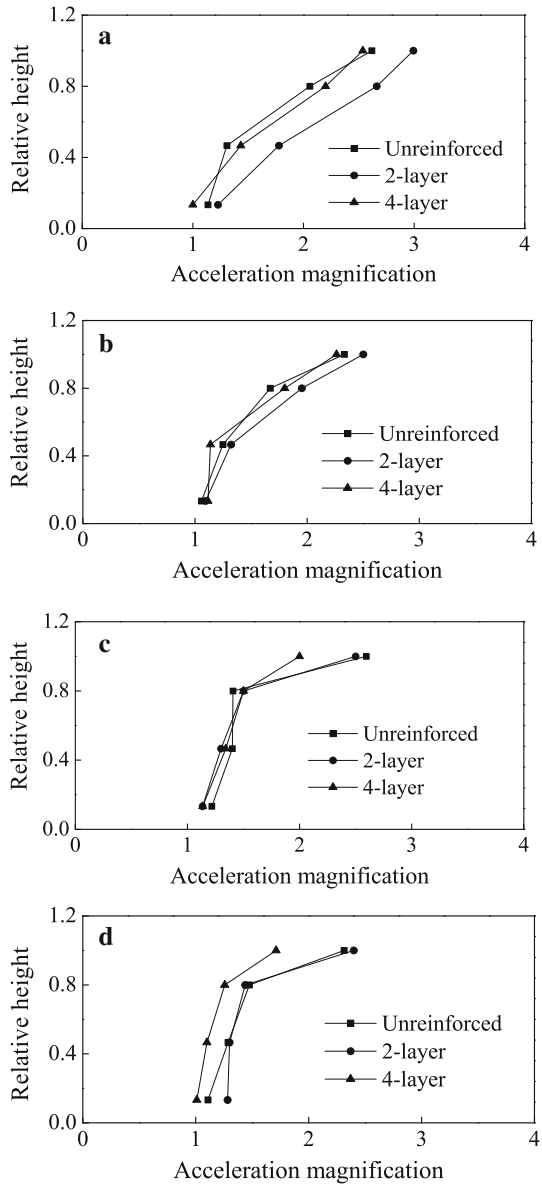 a
1.2
0.8
0.4
0.0
Relative height
Unreinforced
2-layer
4-layer
0 1 2 3 4
Acceleration magnification
b
1.2
0.8
0.4
0.0
Relative height
Unreinforced
2-layer
4-layer
0 1 2 3 4
Acceleration magnification
c
1.2
0.8
0.4
0.0
Relative height
Unreinforced
2-layer
4-layer
0 1 2 3 4
Acceleration magnification
d
1.2
0.8
0.4
0.0
Relative height
Unreinforced
2-layer
4-layer
0 1 2 3 4
Acceleration magnification